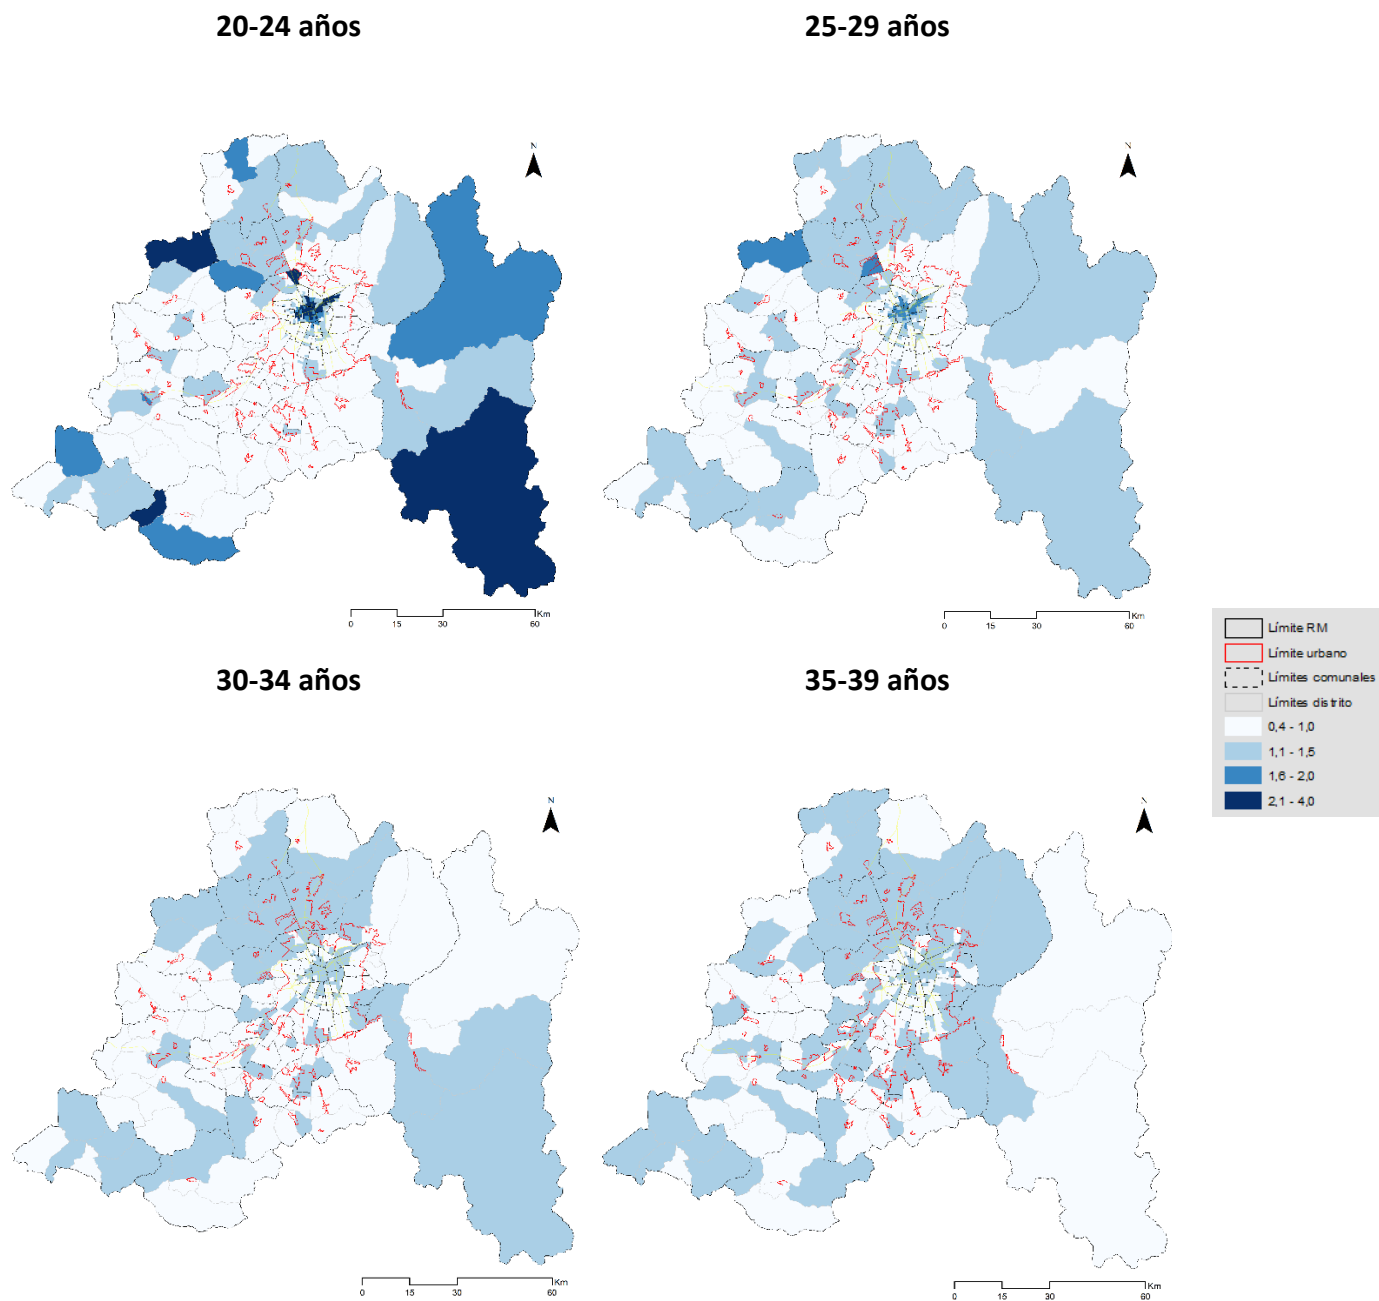 20-24 años
25-29 años
N
N
Km
0 15 30 60
Km
0 15 30 60
Límite RM
Límite urbano
Límites comunales
Límites distrito
0,4 - 1,0
1,1 - 1,5
1,6 - 2,0
2,1 - 4,0
30-34 años
35-39 años
N
N
Km
0 15 30 60
Km
0 15 30 60